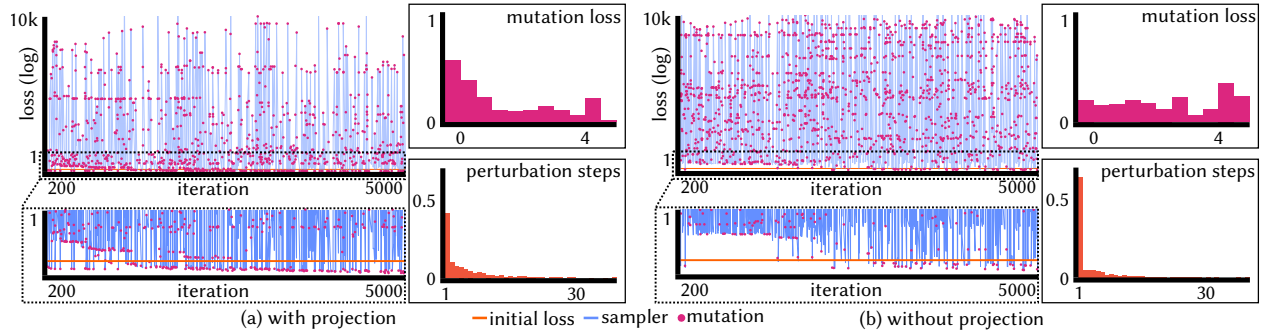 10k
loss (log)
1
200 iteration 5000
1
200 iteration 5000
1 mutation loss
0
0 4
perturbation steps
0.5
0
1 30
10k
loss (log)
1
200 iteration 5000
1
200 iteration 5000
1 mutation loss
0
0 4
perturbation steps
0.5
0
1 30
(a) with projection
initial loss sampler mutation
(b) without projection